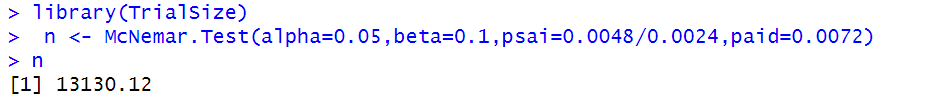 > library(TrialSize)
>  n <- McNemar.Test(alpha=0.05,beta=0.1,psai=0.0048/0.0024,paid=0.0072)
> n
[1] 13130.12